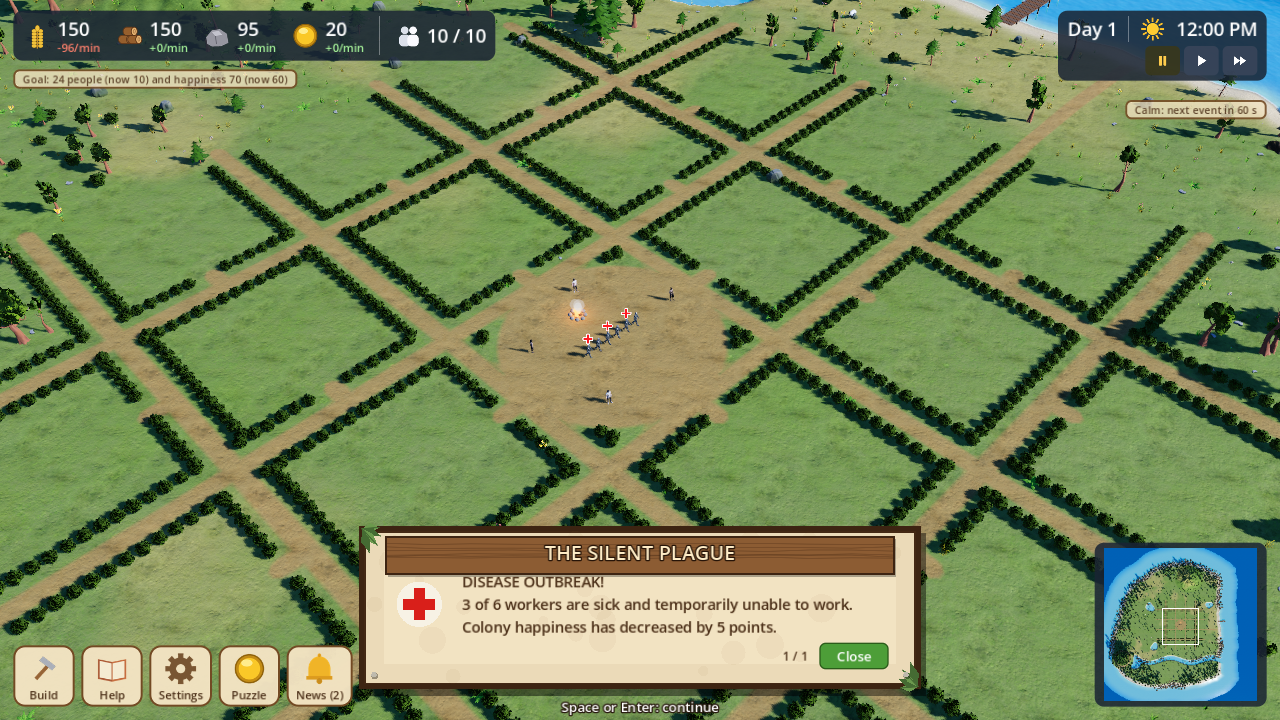 150
-96/min
150
+0/min
95
+0/min
20
+0/min
10 / 10
Day 1
12:00 PM
Goal: 24 people (now 10) and happiness 70 (now 60)
Calm: next event in 60 s
THE SILENT PLAGUE
DISEASE OUTBREAK!
3 of 6 workers are sick and temporarily unable to work.
Colony happiness has decreased by 5 points.
1 / 1
Close
Build
Help
Settings
Puzzle
News (2)
Space or Enter: continue